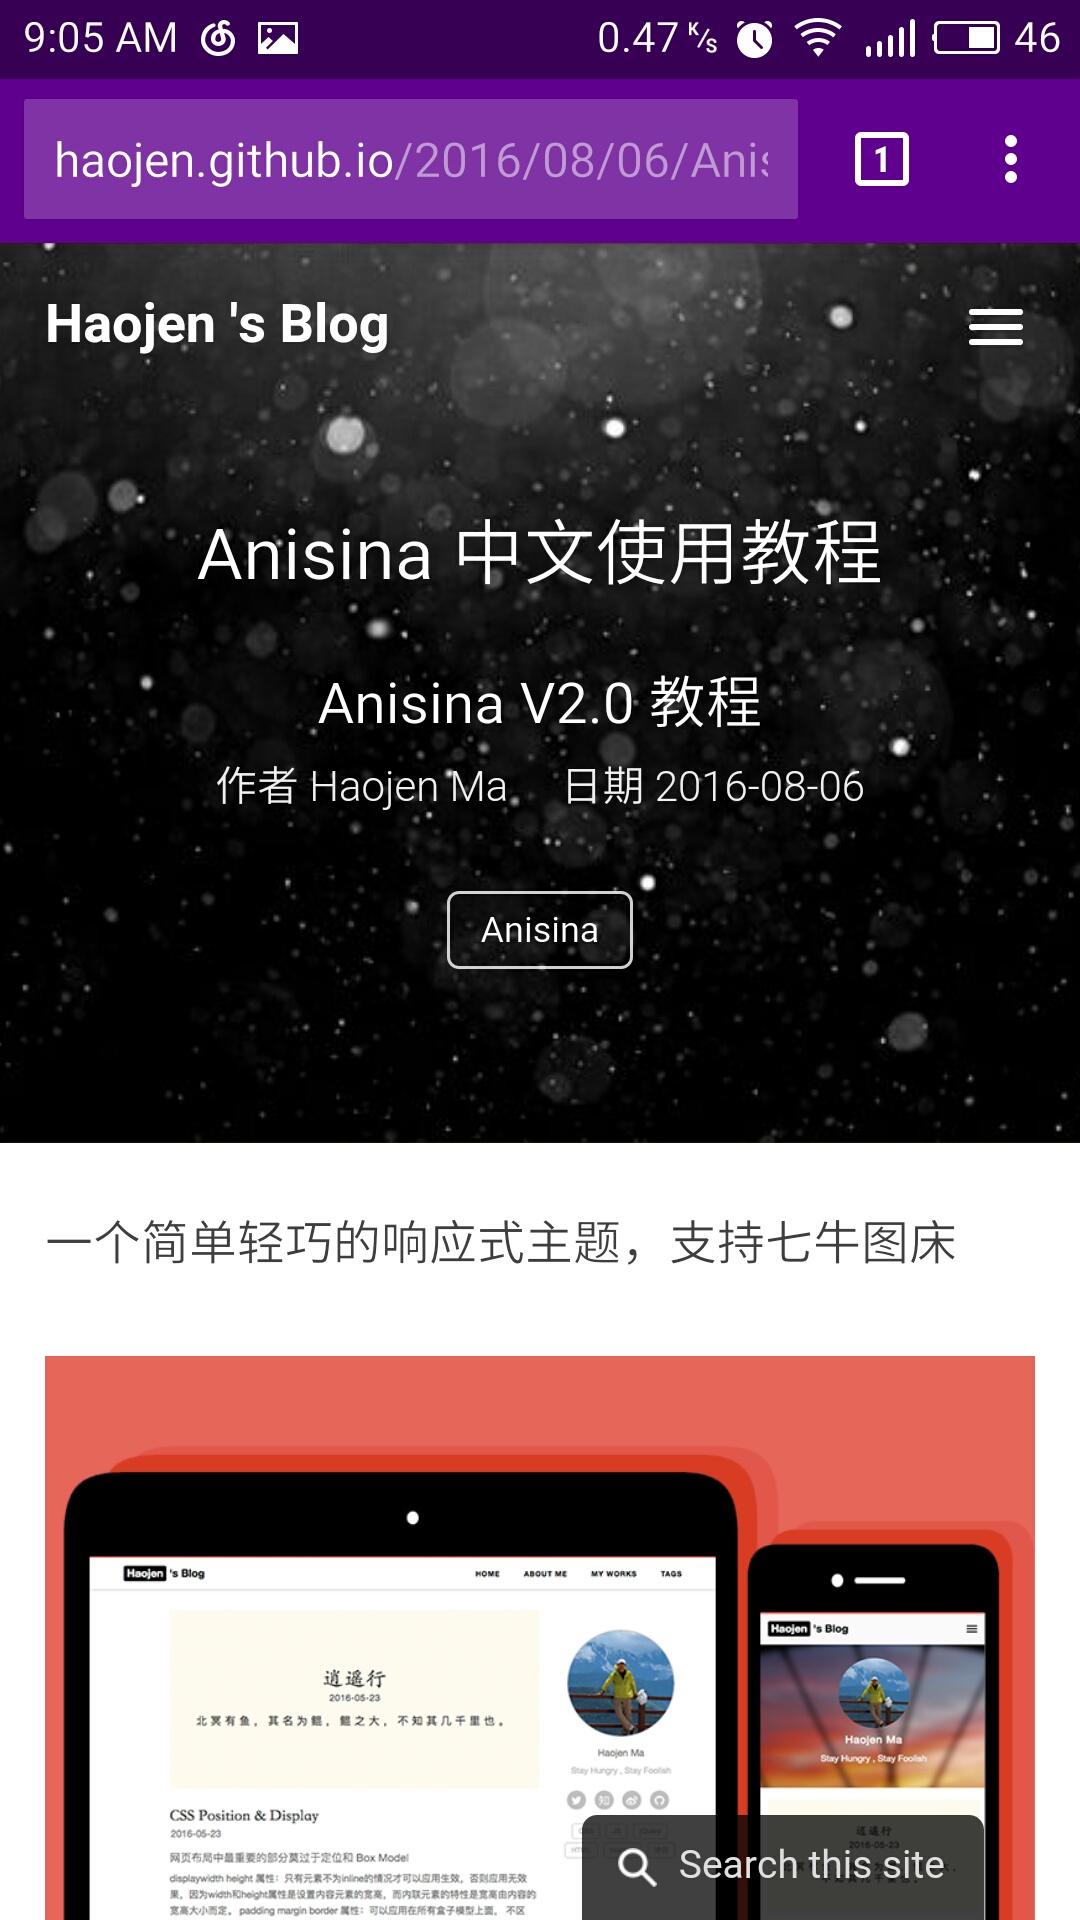 9:05 AM 0.47 K/s 46
haojen.github.io/2016/08/06/Anis
1
Haojen 's Blog
Anisina 中文使用教程
Anisina V2.0 教程
作者 Haojen Ma 日期 2016-08-06
Anisina
一个简单轻巧的响应式主题，支持七牛图床
Haojen 's Blog HOME ABOUT ME MY WORKS TAGS
逍遥行
2016-05-23
北冥有鱼，其名为鲲，鲲之大，不知其几千里也。
Haojen Ma
Stay Hungry , Stay Foolish
CSS Position & Display
2016-05-23
网页布局中最重要的部分莫过于定位和 Box Model
displaywidth height 属性：只有元素不为inline的情况才可以应用生效，否则应用无效
果，因为width和height属性是设置内容元素的宽高，而内联元素的特性是宽高由内容的
宽高大小而定。 padding margin border 属性：可以应用在所有盒子模型上面， 不区
Haojen 's Blog
Haojen Ma
Stay Hungry , Stay Foolish
逍遥行
2016-05-23
Search this site